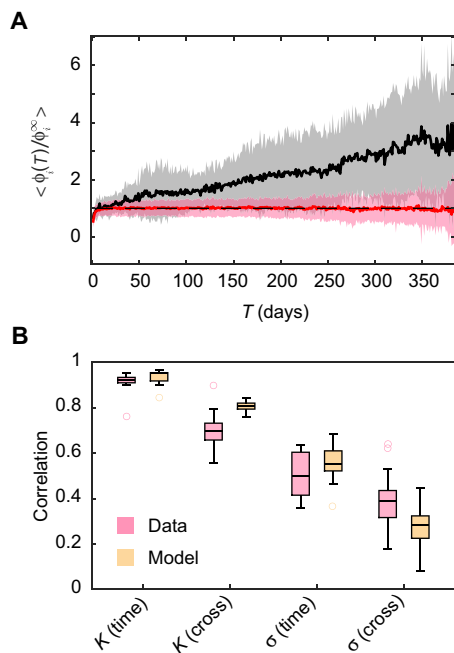 A
< ϕᵢ(T)/ϕᵢ^∞ >
6
4
2
0
0 50 100 150 200 250 300 350
T (days)
B
Correlation
1
0.8
0.6
0.4
0.2
0
Data
Model
K (time)
K (cross)
σ (time)
σ (cross)